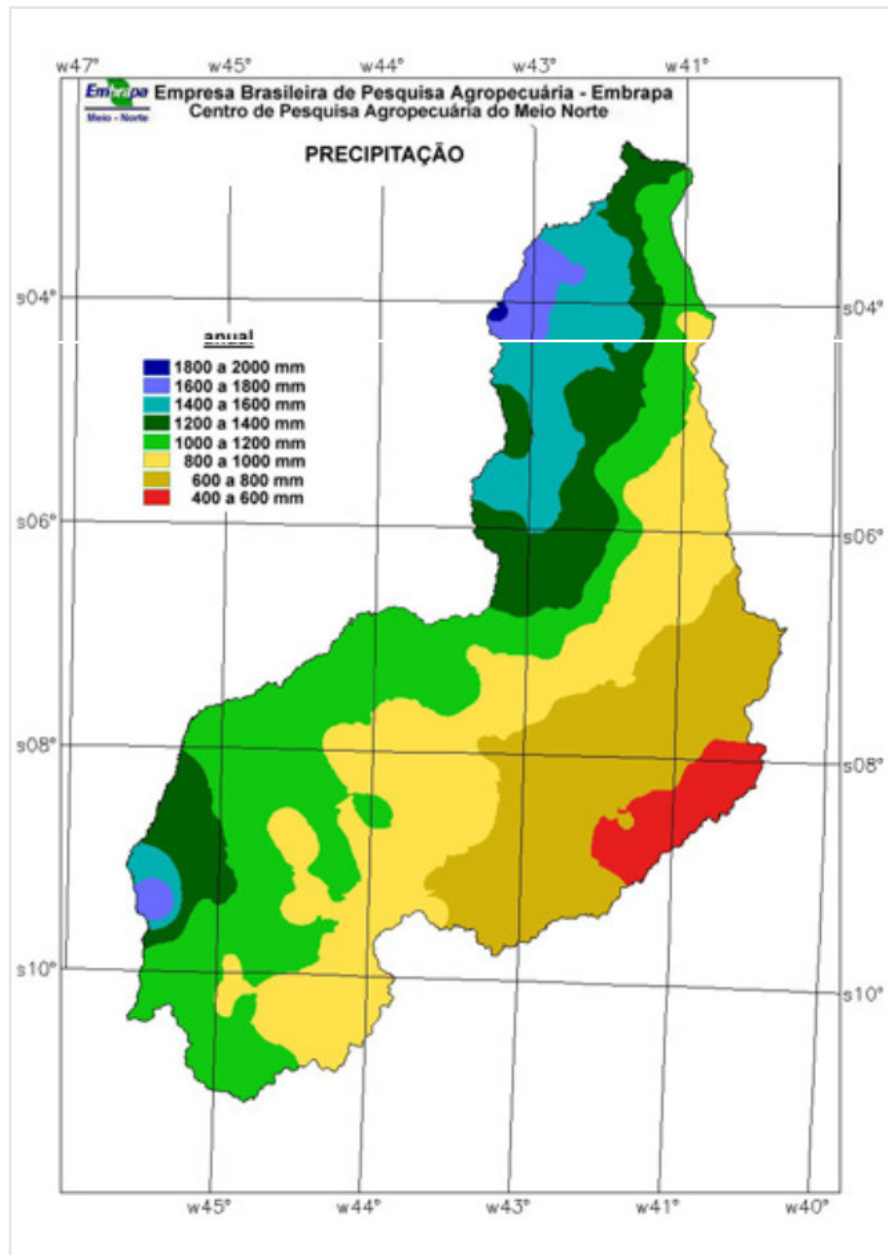 w47° w45° w44° w43° w41°
Embrapa Empresa Brasileira de Pesquisa Agropecuária - Embrapa
Meio - Norte Centro de Pesquisa Agropecuária do Meio Norte
PRECIPITAÇÃO
s04° s04°
anual
1800 a 2000 mm
1600 a 1800 mm
1400 a 1600 mm
1200 a 1400 mm
1000 a 1200 mm
800 a 1000 mm
600 a 800 mm
400 a 600 mm
s06° s06°
s08° s08°
s10° s10°
w45° w44° w43° w41° w40°